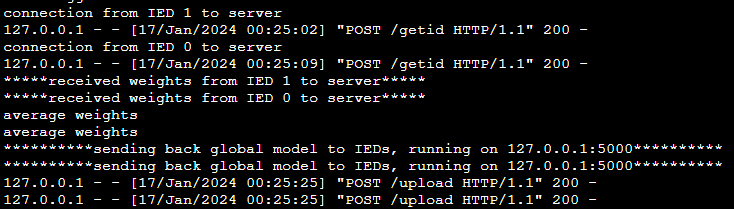 connection from IED 1 to server
127.0.0.1 - - [17/Jan/2024 00:25:02] "POST /getid HTTP/1.1" 200 -
connection from IED 0 to server
127.0.0.1 - - [17/Jan/2024 00:25:09] "POST /getid HTTP/1.1" 200 -
*****received weights from IED 1 to server*****
*****received weights from IED 0 to server*****
average weights
average weights
**********sending back global model to IEDs, running on 127.0.0.1:5000**********
**********sending back global model to IEDs, running on 127.0.0.1:5000**********
127.0.0.1 - - [17/Jan/2024 00:25:25] "POST /upload HTTP/1.1" 200 -
127.0.0.1 - - [17/Jan/2024 00:25:25] "POST /upload HTTP/1.1" 200 -